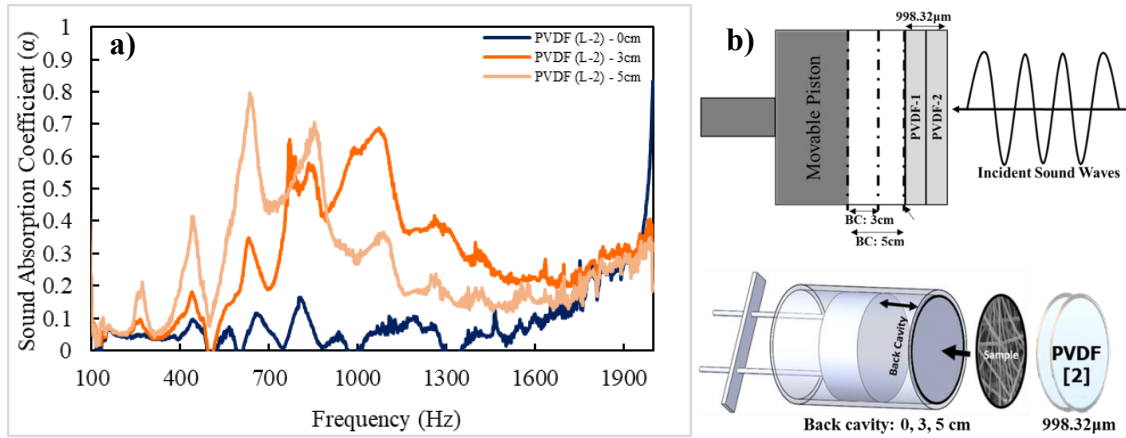 a)
PVDF (L-2) - 0cm
PVDF (L-2) - 3cm
PVDF (L-2) - 5cm
Sound Absorption Coefficient (α)
1
0.9
0.8
0.7
0.6
0.5
0.4
0.3
0.2
0.1
0
100 400 700 1000 1300 1600 1900
Frequency (Hz)
b)
998.32μm
Movable Piston
PVDF-1
PVDF-2
Incident Sound Waves
BC: 3cm
BC: 5cm
Back Cavity
Sample
PVDF
[2]
Back cavity: 0, 3, 5 cm
998.32μm